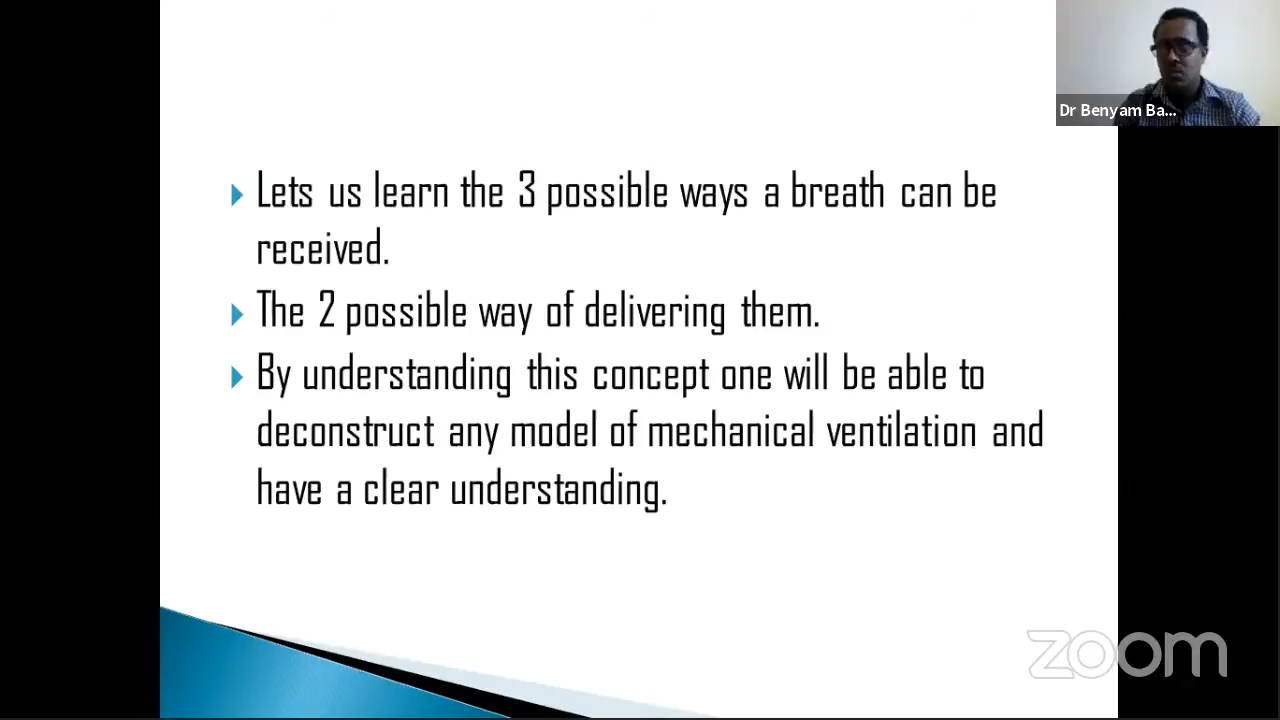 Dr Benyam Ba...
Lets us learn the 3 possible ways a breath can be
received.
The 2 possible way of delivering them.
By understanding this concept one will be able to
deconstruct any model of mechanical ventilation and
have a clear understanding.
zoom